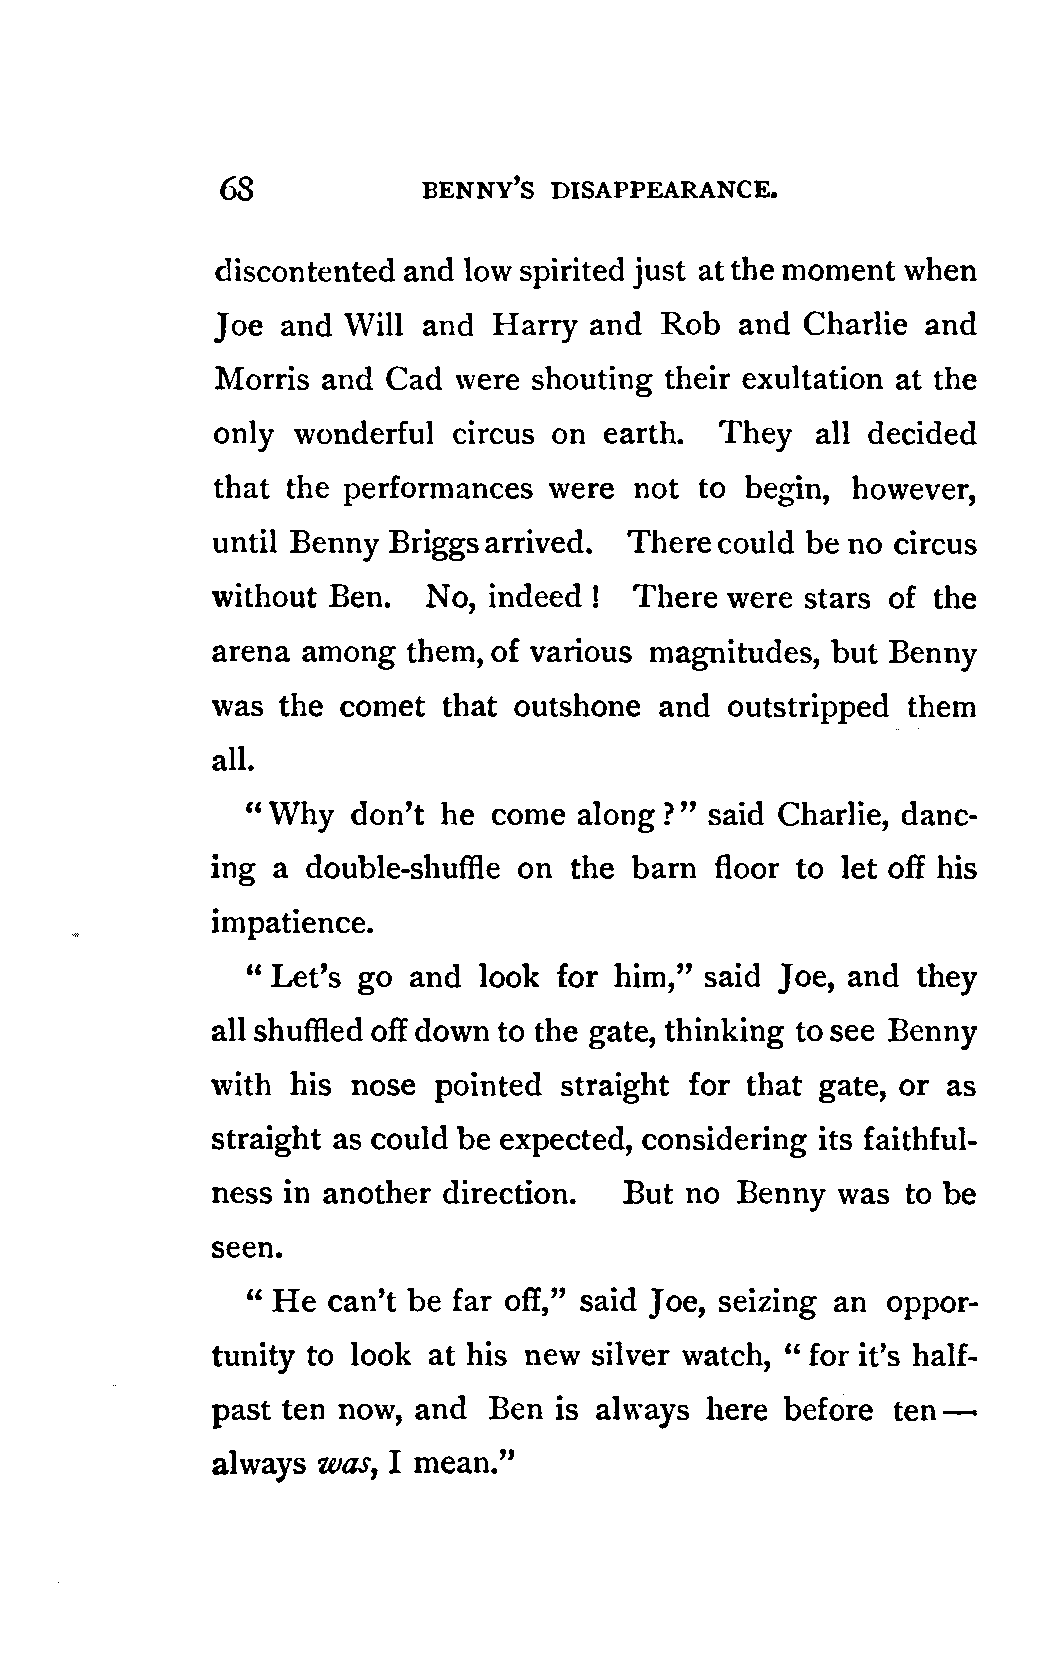 68 BENNY'S DISAPPEARANCE.
discontented and low spirited just at the moment when
Joe and Will and Harry and Rob and Charlie and
Morris and Cad were shouting their exultation at the
only wonderful circus on earth. They all decided
that the performances were not to begin, however,
until Benny Briggs arrived. There could be no circus
without Ben. No, indeed ! There were stars of the
arena among them, of various magnitudes, but Benny
was the comet that outshone and outstripped them
all.
“Why don't he come along ?” said Charlie, danc-
ing a double-shuffle on the barn floor to let off his
impatience.
“ Let's go and look for him,” said Joe, and they
all shuffled off down to the gate, thinking to see Benny
with his nose pointed straight for that gate, or as
straight as could be expected, considering its faithful-
ness in another direction. But no Benny was to be
seen.
“ He can't be far off,” said Joe, seizing an oppor-
tunity to look at his new silver watch, “ for it's half-
past ten now, and Ben is always here before ten—
always was, I mean.”